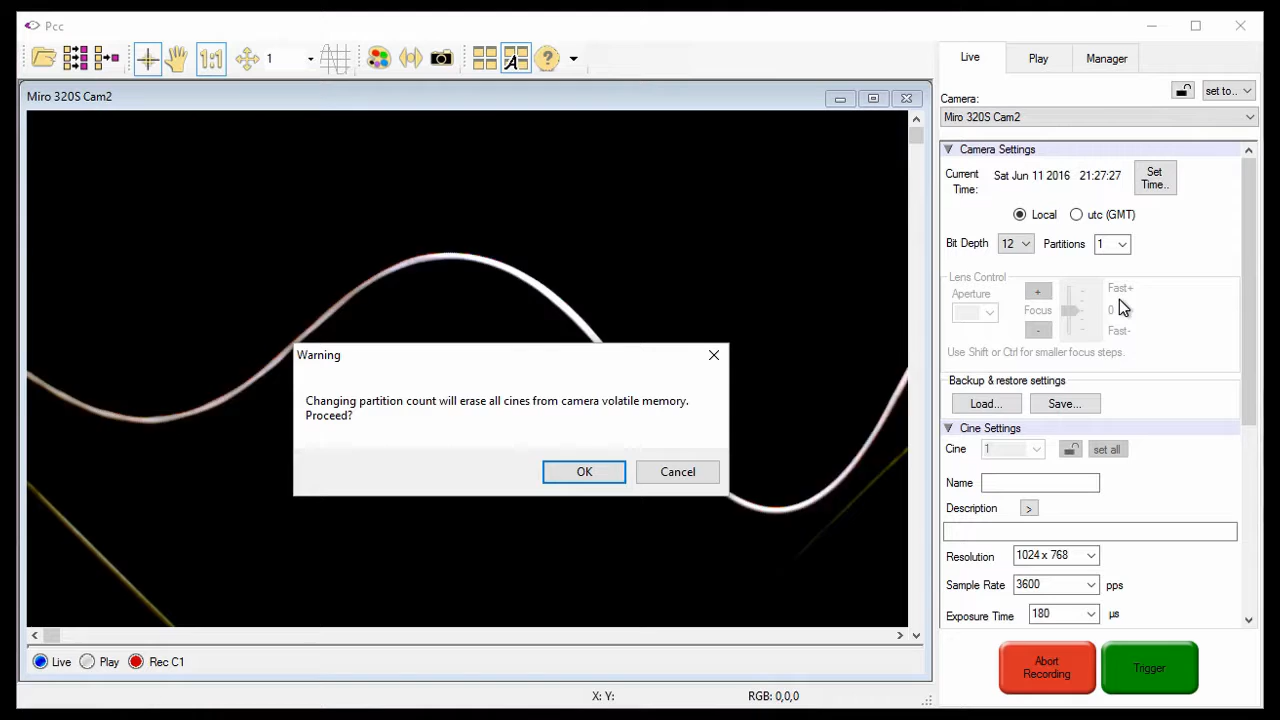 Pcc
1:1
1
A
?
Miro 320S Cam2
Warning
Changing partition count will erase all cines from camera volatile memory.
Proceed?
OK
Cancel
Live
Play
Rec C1
X: Y:
RGB: 0,0,0
Live
Play
Manager
set to..
Camera:
Miro 320S Cam2
Camera Settings
Current
Time:
Sat Jun 11 2016 21:27:27
Set
Time..
Local
utc (GMT)
Bit Depth 12 Partitions 1
Lens Control
Aperture
+
Focus
-
Fast+
0
Fast-
Use Shift or Ctrl for smaller focus steps.
Backup & restore settings
Load...
Save...
Cine Settings
Cine 1 set all
Name
Description >
Resolution 1024 x 768
Sample Rate 3600 pps
Exposure Time 180 µs
Abort
Recording
Trigger